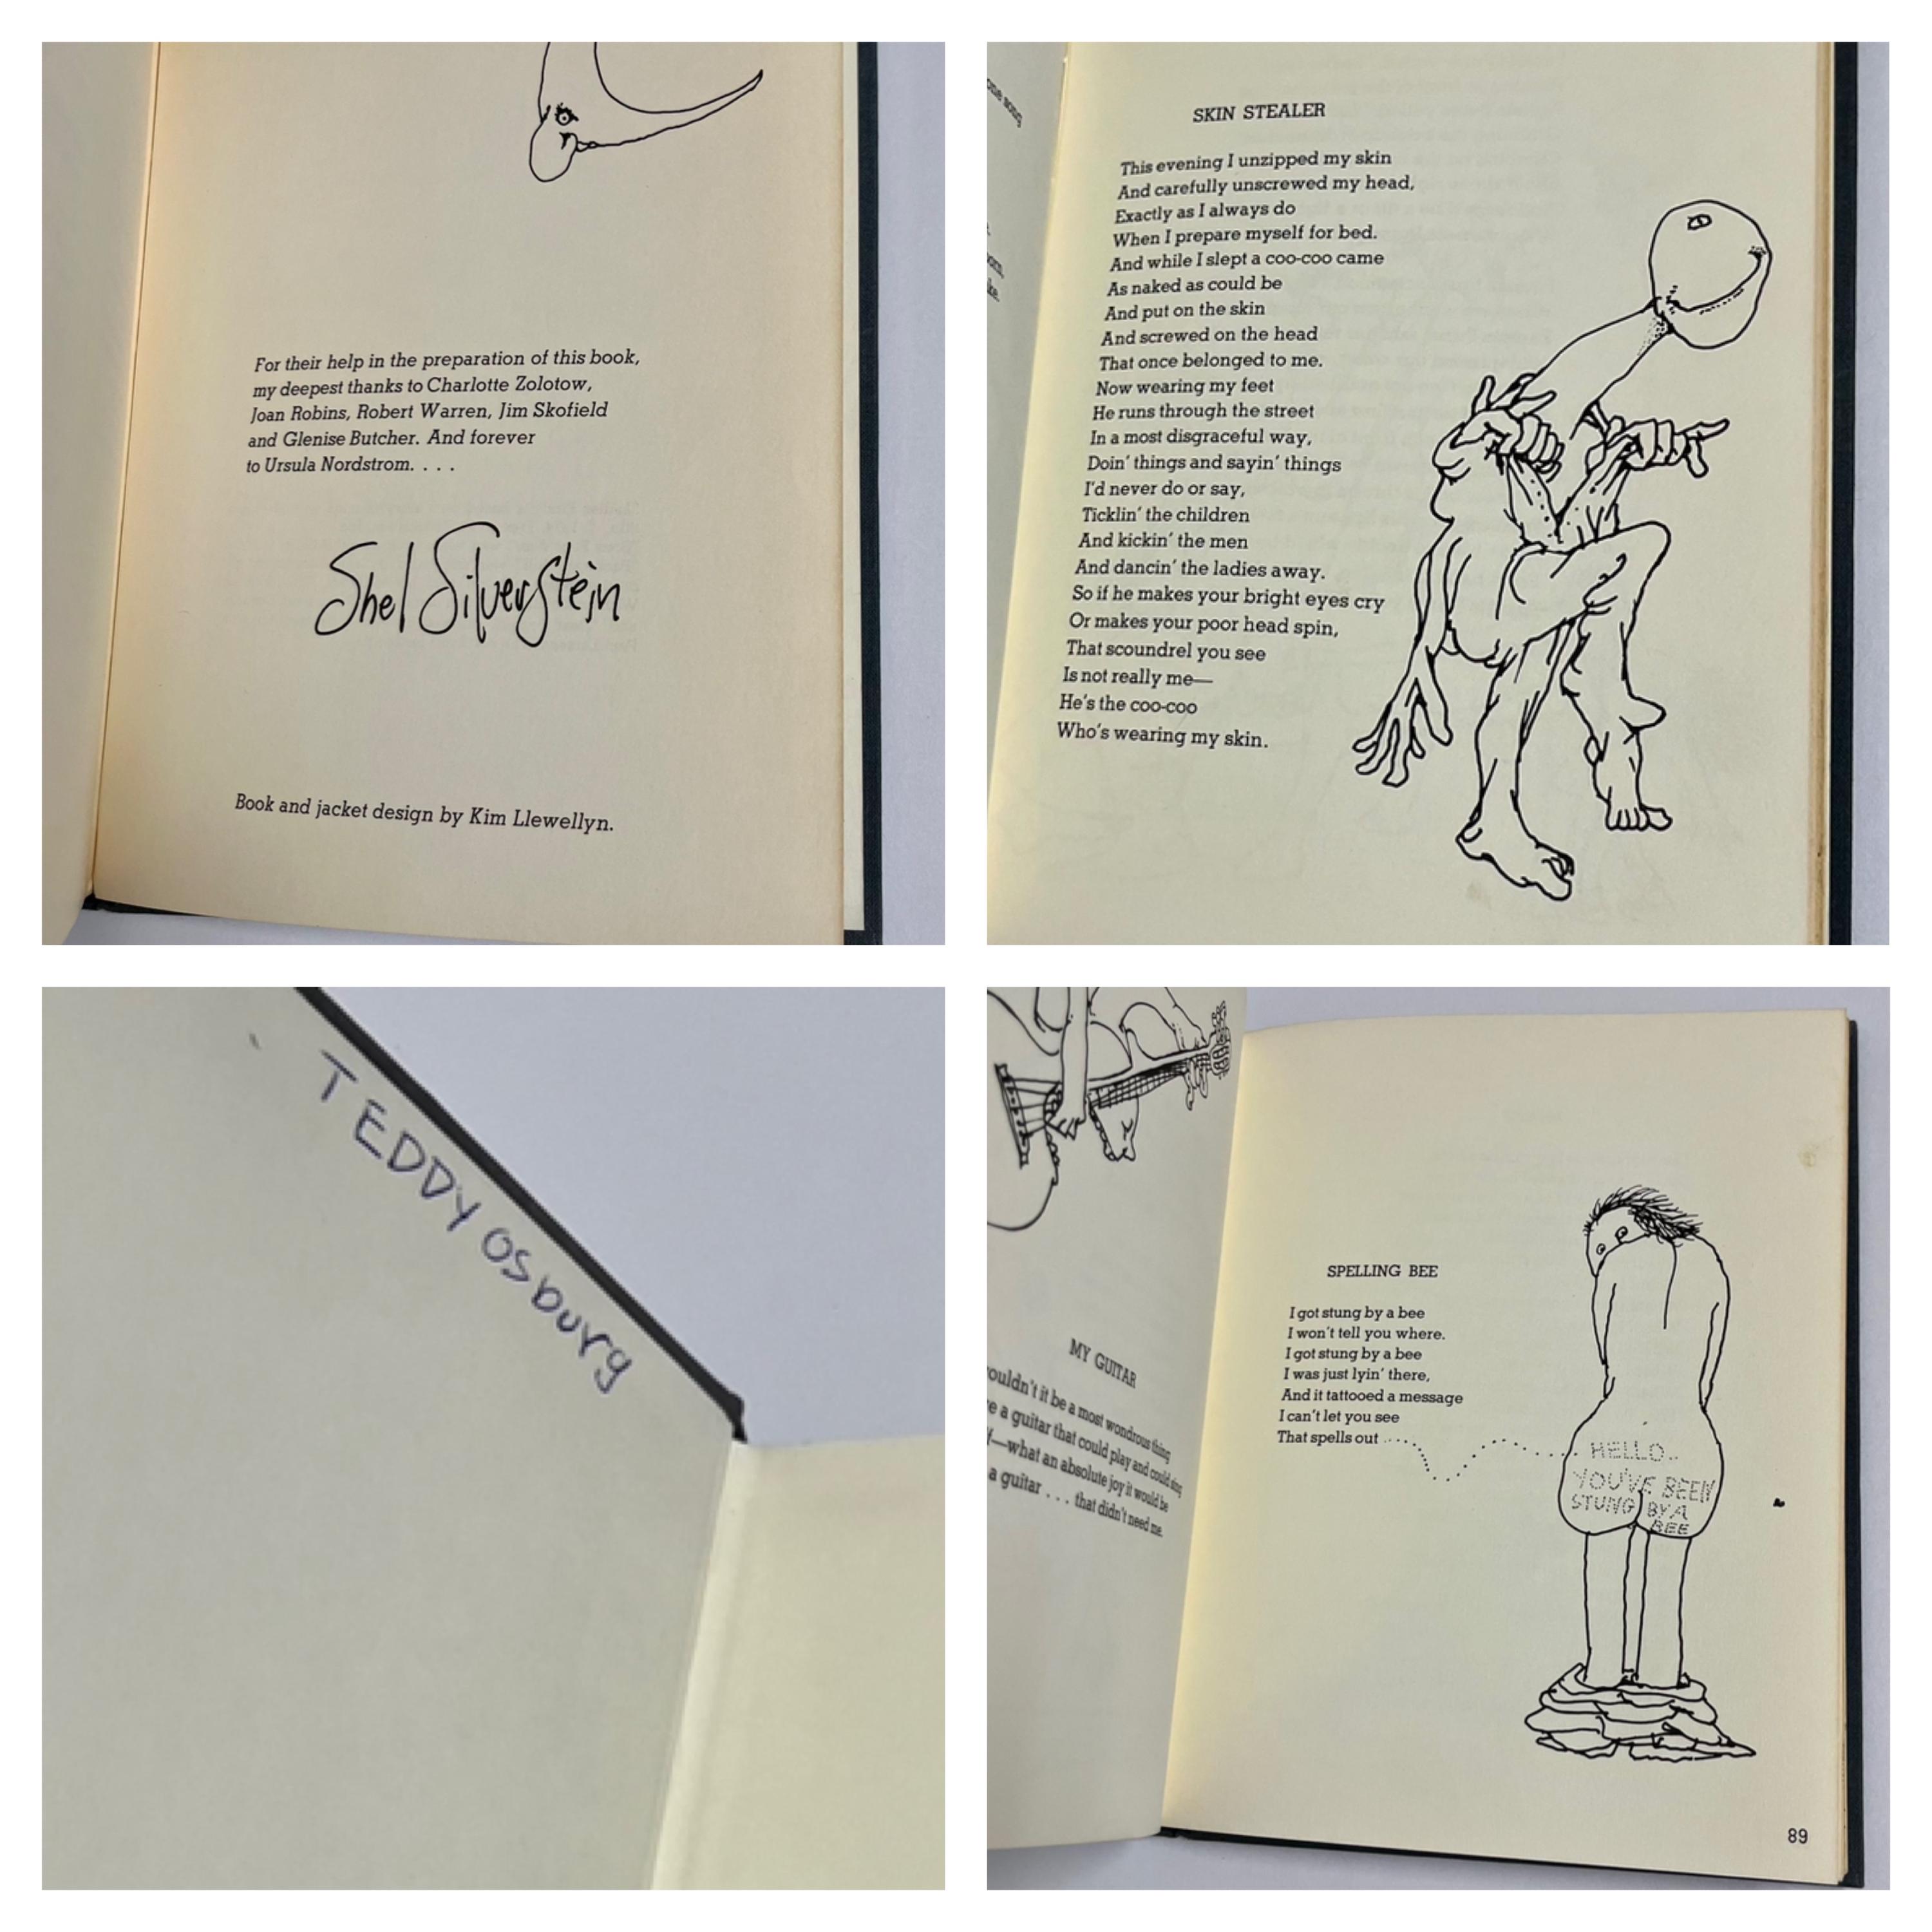 For their help in the preparation of this book,
my deepest thanks to Charlotte Zolotow,
Joan Robins, Robert Warren, Jim Skofield
and Glenise Butcher. And forever
to Ursula Nordstrom. . . .
Shel Silverstein
Book and jacket design by Kim Llewellyn.
one song
SKIN STEALER
This evening I unzipped my skin
And carefully unscrewed my head,
Exactly as I always do
When I prepare myself for bed.
And while I slept a coo-coo came
As naked as could be
And put on the skin
And screwed on the head
That once belonged to me.
Now wearing my feet
He runs through the street
In a most disgraceful way,
Doin' things and sayin' things
I'd never do or say,
Ticklin' the children
And kickin' the men
And dancin' the ladies away.
So if he makes your bright eyes cry
Or makes your poor head spin,
That scoundrel you see
Is not really me—
He's the coo-coo
Who's wearing my skin.
TEDDY Osburg
MY GUITAR
ouldn't it be a most wondrous thing
e a guitar that could play and could sing
f—what an absolute joy it would be
a guitar . . . that didn't need me.
SPELLING BEE
I got stung by a bee
I won't tell you where.
I got stung by a bee
I was just lyin' there,
And it tattooed a message
I can't let you see
That spells out . . .
HELLO..
YOU'VE BEEN
STUNG BY A
BEE
89